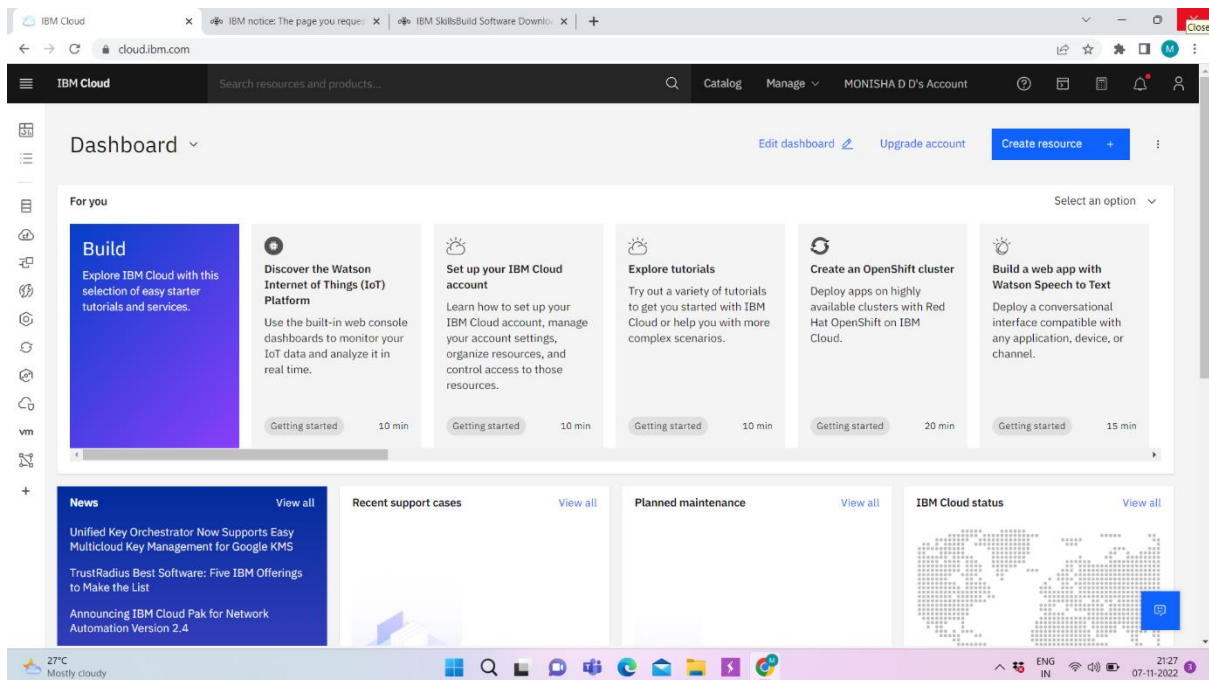 IBM Cloud
IBM notice: The page you reques
IBM SkillsBuild Software Downlo
Close
cloud.ibm.com
M
IBM Cloud
Search resources and products...
Catalog
Manage
MONISHA D D's Account
Dashboard
Edit dashboard
Upgrade account
Create resource +
For you
Select an option
Build
Explore IBM Cloud with this
selection of easy starter
tutorials and services.
Discover the Watson
Internet of Things (IoT)
Platform
Use the built-in web console
dashboards to monitor your
IoT data and analyze it in
real time.
Getting started
10 min
Set up your IBM Cloud
account
Learn how to set up your
IBM Cloud account, manage
your account settings,
organize resources, and
control access to those
resources.
Getting started
10 min
Explore tutorials
Try out a variety of tutorials
to get you started with IBM
Cloud or help you with more
complex scenarios.
Getting started
10 min
Create an OpenShift cluster
Deploy apps on highly
available clusters with Red
Hat OpenShift on IBM
Cloud.
Getting started
20 min
Build a web app with
Watson Speech to Text
Deploy a conversational
interface compatible with
any application, device, or
channel.
Getting started
15 min
vm
News
View all
Unified Key Orchestrator Now Supports Easy
Multicloud Key Management for Google KMS
TrustRadius Best Software: Five IBM Offerings
to Make the List
Announcing IBM Cloud Pak for Network
Automation Version 2.4
Recent support cases
View all
Planned maintenance
View all
IBM Cloud status
View all
27°C
Mostly cloudy
ENG
IN
21:27
07-11-2022